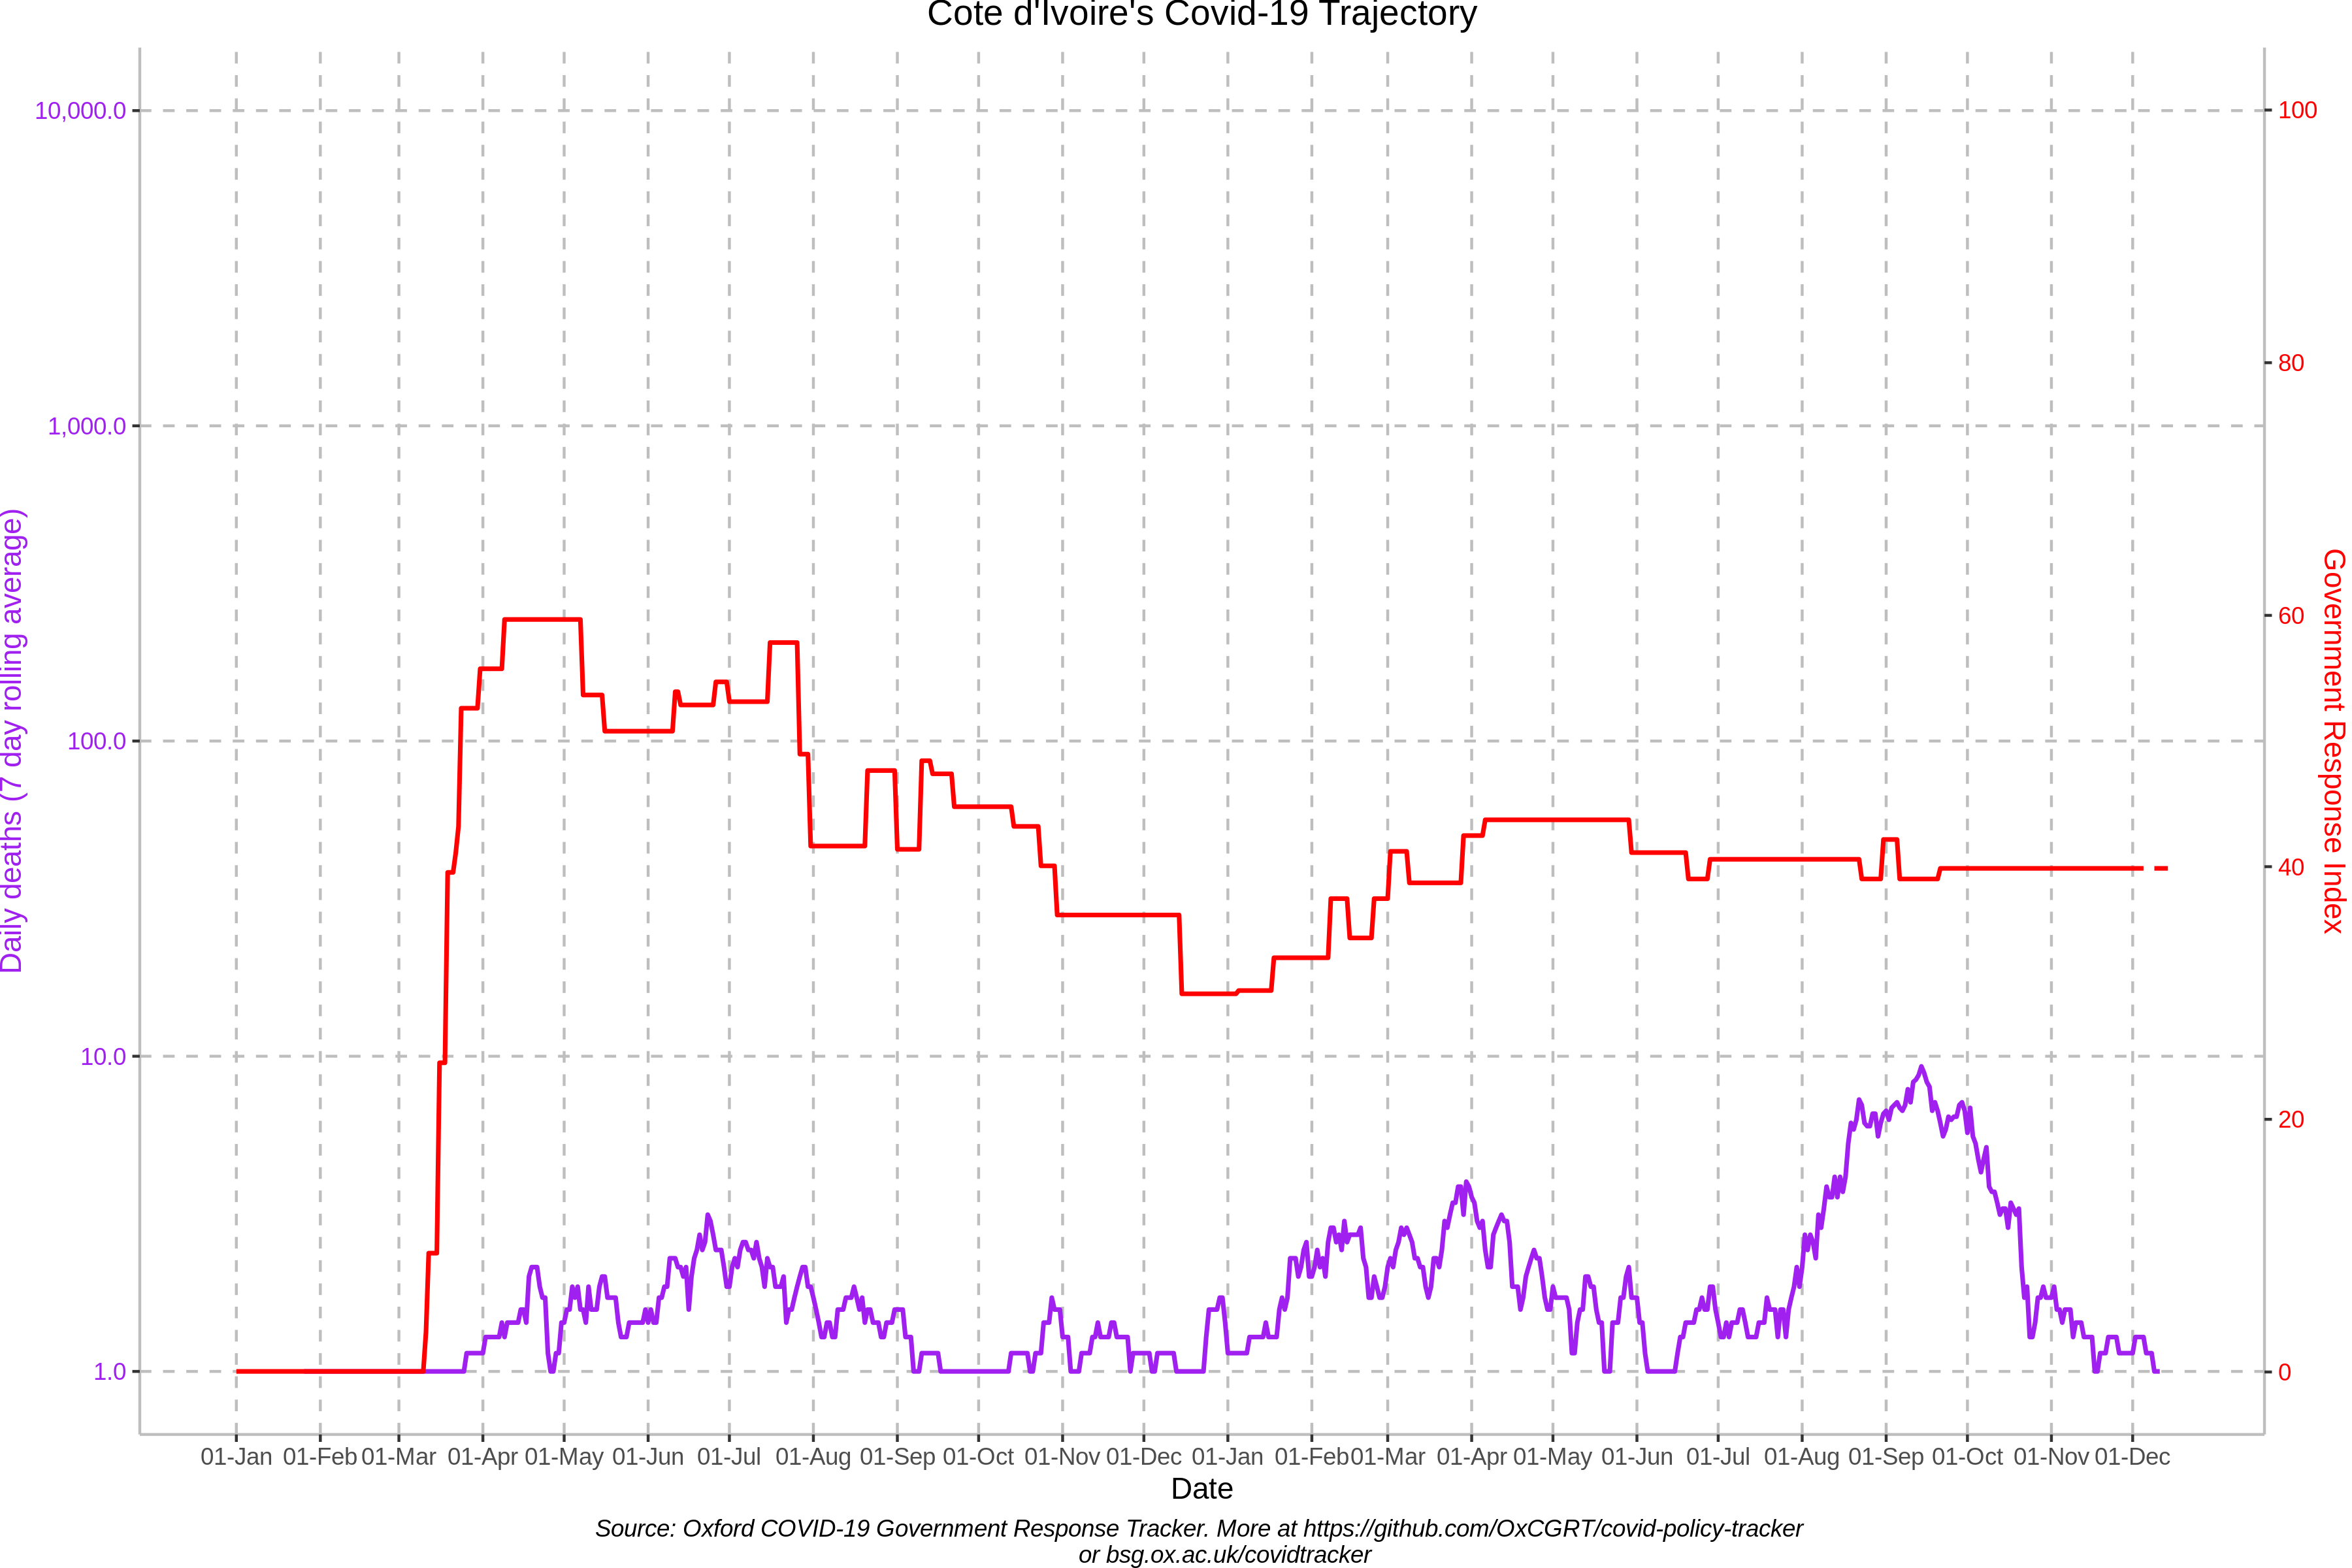 Cote d'Ivoire's Covid-19 Trajectory
10,000.0
1,000.0
100.0
10.0
1.0
Daily deaths (7 day rolling average)
100
80
60
40
20
0
Government Response Index
01-Jan 01-Feb 01-Mar 01-Apr 01-May 01-Jun 01-Jul 01-Aug 01-Sep 01-Oct 01-Nov 01-Dec 01-Jan 01-Feb 01-Mar 01-Apr 01-May 01-Jun 01-Jul 01-Aug 01-Sep 01-Oct 01-Nov 01-Dec
Date
Source: Oxford COVID-19 Government Response Tracker. More at https://github.com/OxCGRT/covid-policy-tracker
or bsg.ox.ac.uk/covidtracker